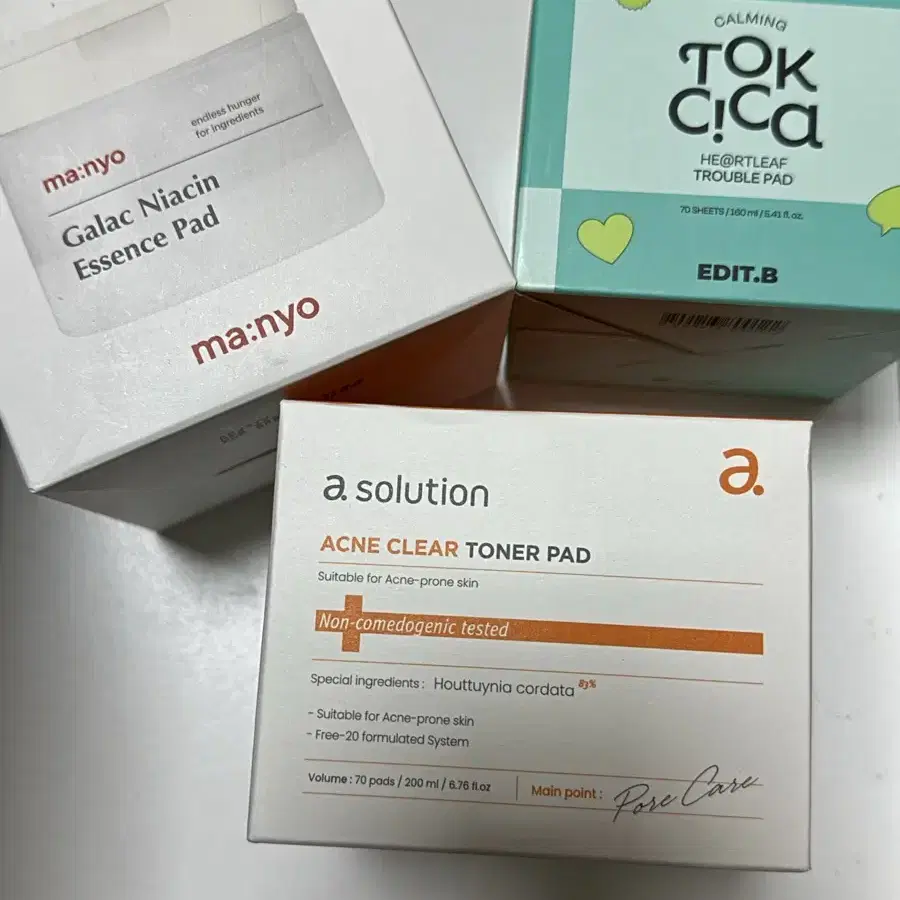 ma:nyo
endless hunger
for ingredients
Galac Niacin
Essence Pad
ma:nyo
CALMING
TOK
CiCa
HE@RTLEAF
TROUBLE PAD
70 SHEETS / 160 ml / 5.41 fl. oz.
EDIT.B
a. solution
a.
ACNE CLEAR TONER PAD
Suitable for Acne-prone skin
Non-comedogenic tested
Special ingredients : Houttuynia cordata 83%
- Suitable for Acne-prone skin
- Free-20 formulated System
Volume : 70 pads / 200 ml / 6.76 fl.oz
Main point : Pore Care